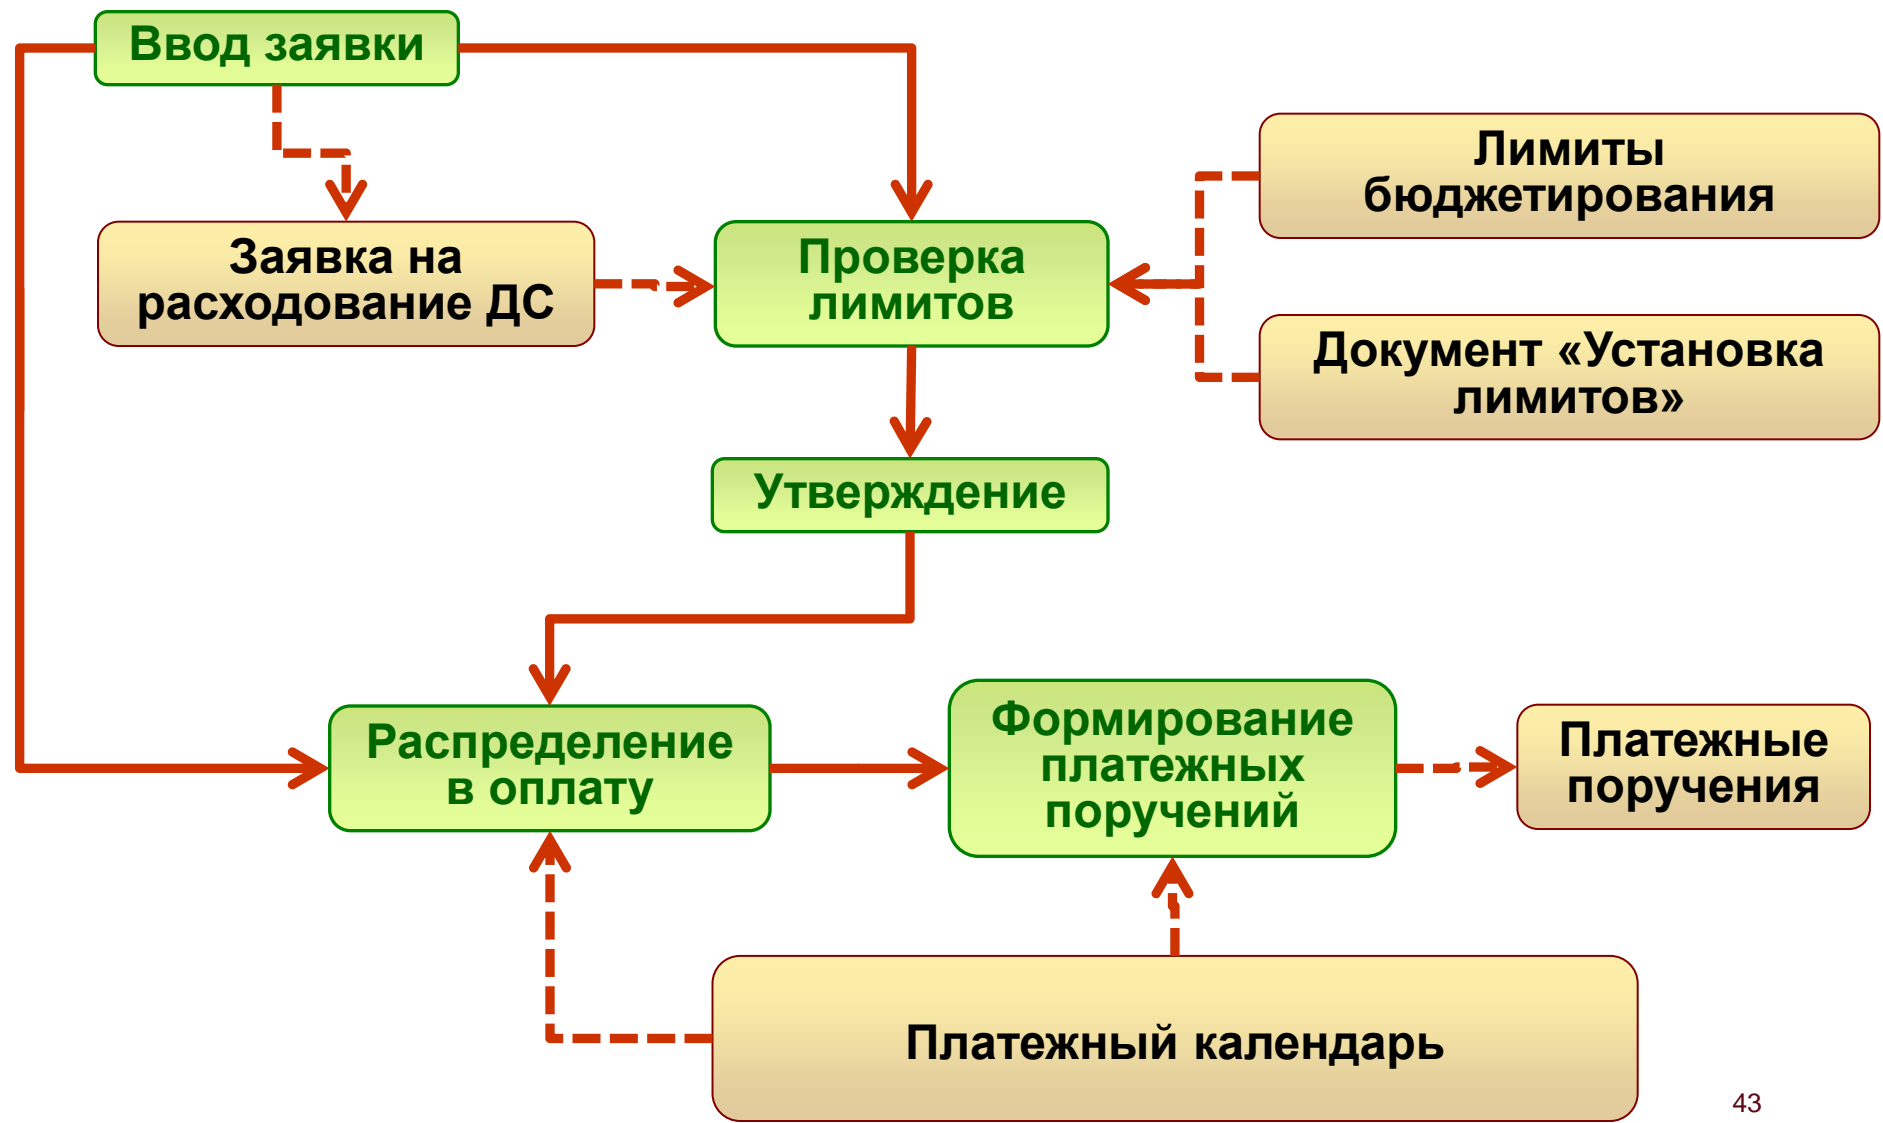 Ввод заявки
Лимиты
бюджетирования
Заявка на
расходование ДС
Проверка
лимитов
Документ «Установка
лимитов»
Утверждение
Распределение
в оплату
Формирование
платежных
поручений
Платежные
поручения
Платежный календарь
43